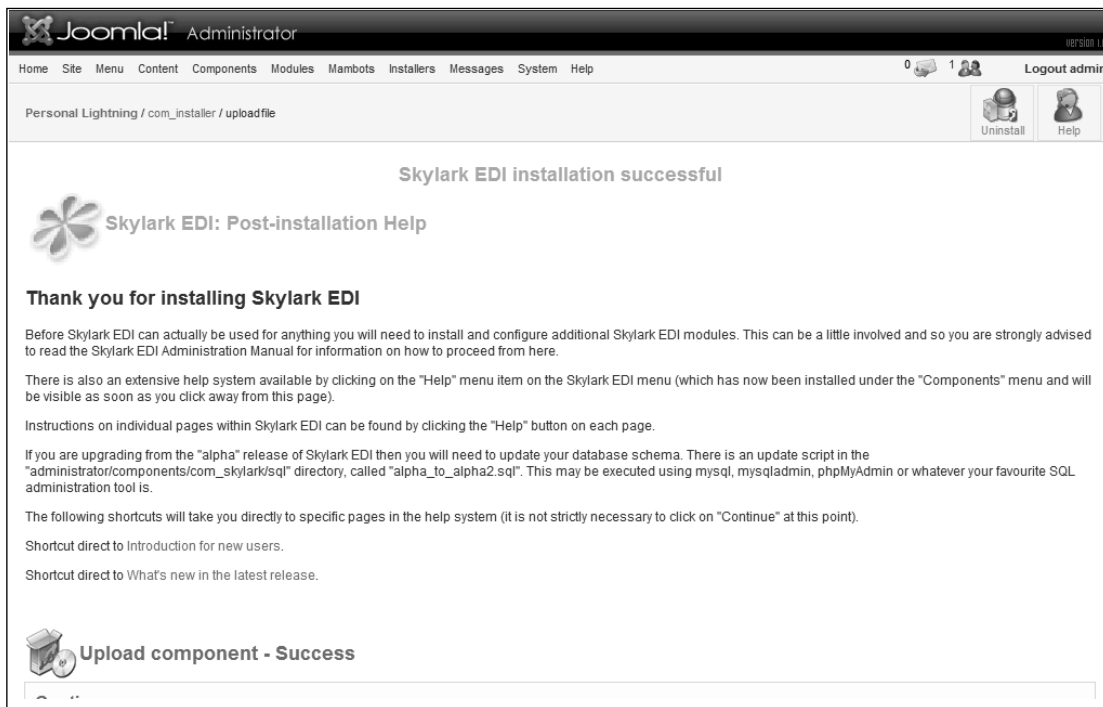 Joomla!™ Administrator
version 1.
Home Site Menu Content Components Modules Mambots Installers Messages System Help 0 1 Logout admin
Personal Lightning / com_installer / uploadfile
Uninstall Help
Skylark EDI installation successful
Skylark EDI: Post-installation Help
Thank you for installing Skylark EDI
Before Skylark EDI can actually be used for anything you will need to install and configure additional Skylark EDI modules. This can be a little involved and so you are strongly advised
to read the Skylark EDI Administration Manual for information on how to proceed from here.
There is also an extensive help system available by clicking on the "Help" menu item on the Skylark EDI menu (which has now been installed under the "Components" menu and will
be visible as soon as you click away from this page).
Instructions on individual pages within Skylark EDI can be found by clicking the "Help" button on each page.
If you are upgrading from the "alpha" release of Skylark EDI then you will need to update your database schema. There is an update script in the
"administrator/components/com_skylark/sql" directory, called "alpha_to_alpha2.sql". This may be executed using mysql, mysqladmin, phpMyAdmin or whatever your favourite SQL
administration tool is.
The following shortcuts will take you directly to specific pages in the help system (it is not strictly necessary to click on "Continue" at this point).
Shortcut direct to Introduction for new users.
Shortcut direct to What's new in the latest release.
Upload component - Success